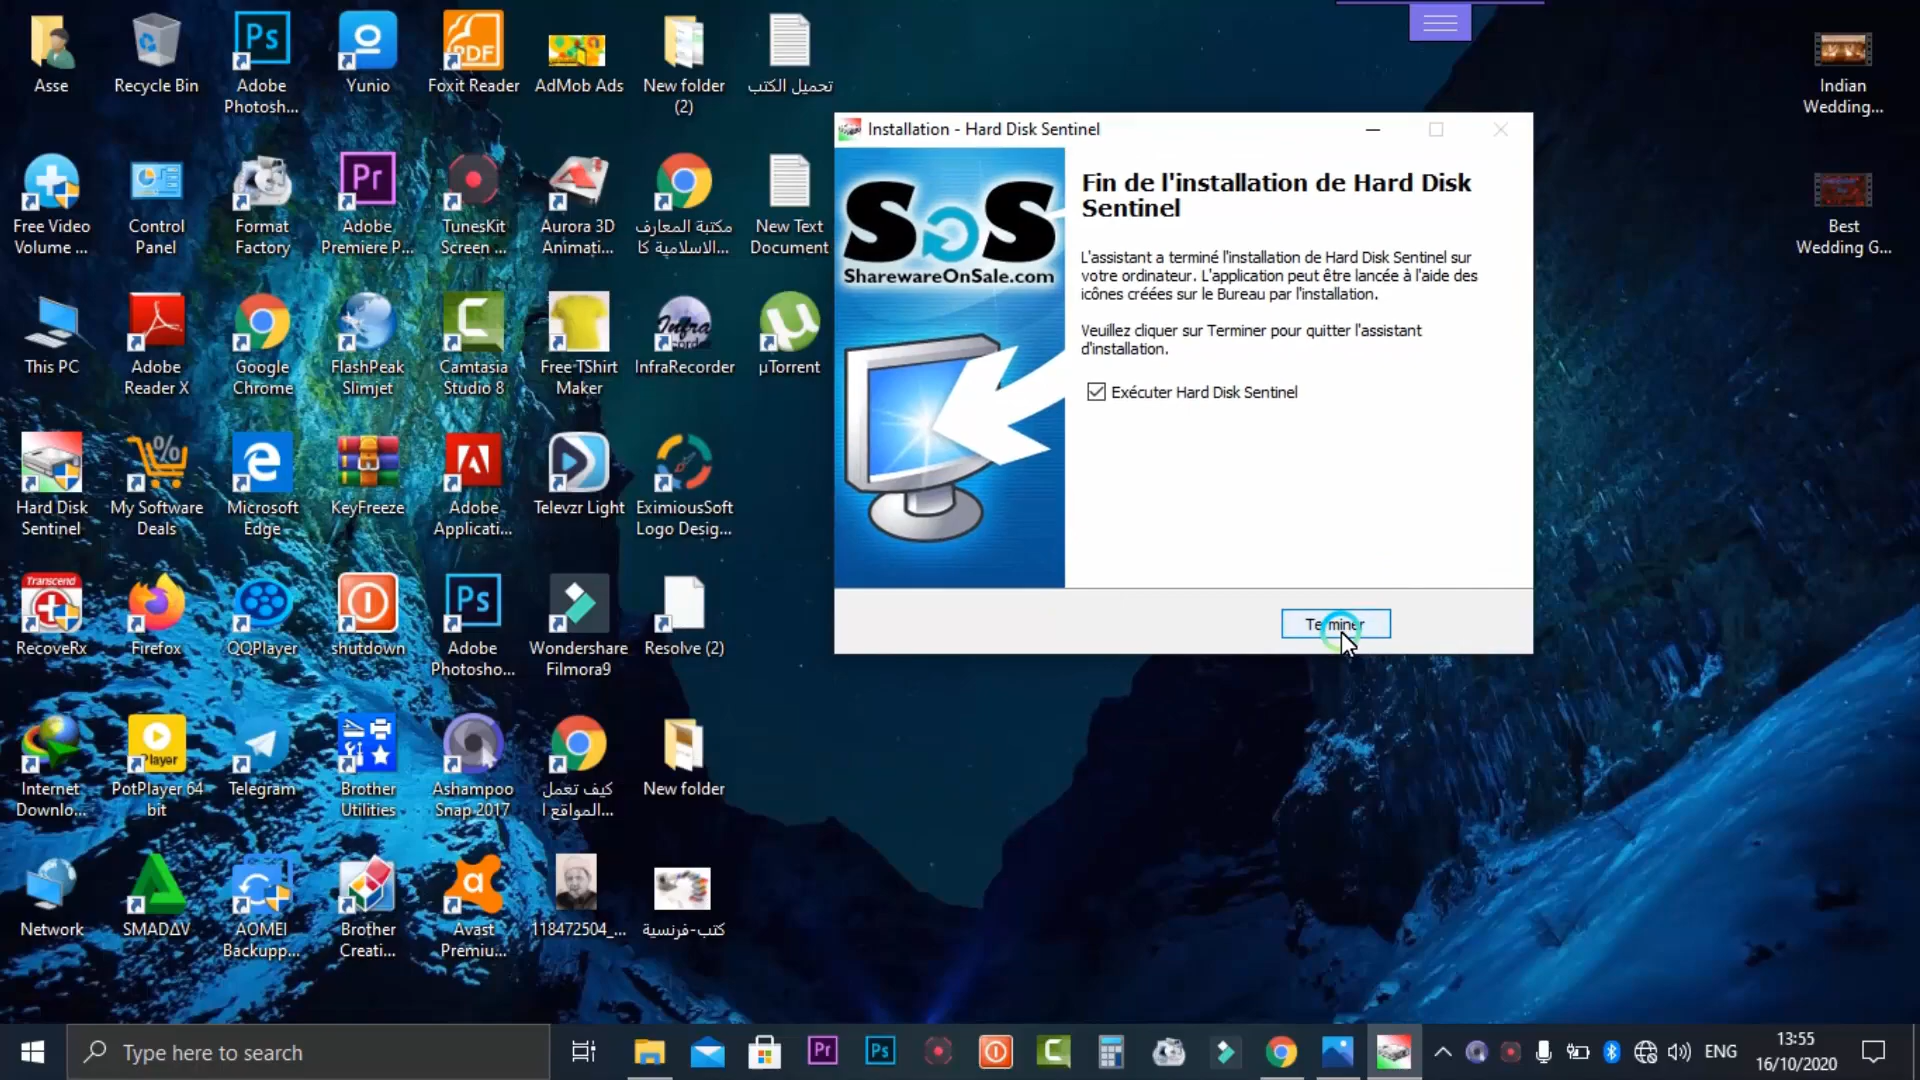 Asse
Recycle Bin
Adobe
Photosh...
Yunio
Foxit Reader
AdMob Ads
New folder
(2)
تحميل الكتب
Indian
Wedding...
Free Video
Volume ...
Control
Panel
Format
Factory
Adobe
Premiere P...
TunesKit
Screen ...
Aurora 3D
Animați...
مكتبة المعارف
الاسلامية كا...
New Text
Document
Best
Wedding G...
This PC
Adobe
Reader X
Google
Chrome
FlashPeak
Slimjet
Camtasia
Studio 8
Free TShirt
Maker
InfraRecorder
µTorrent
Hard Disk
Sentinel
My Software
Deals
Microsoft
Edge
KeyFreeze
Adobe
Applicati...
Televzr Light
EximiousSoft
Logo Desig...
Transcend
RecoveRx
Firefox
QQPlayer
shutdown
Adobe
Photosho...
Wondershare
Filmora9
Resolve (2)
Internet
Downlo...
Player
PotPlayer 64
bit
Telegram
Brother
Utilities
Ashampoo
Snap 2017
كيف تعمل
المواقع ا...
New folder
Network
SMADΔV
AOMEI
Backupp...
Brother
Creati...
Avast
Premiu...
118472504_...
كتب-فرنسية
Installation - Hard Disk Sentinel
SOS
SharewareOnSale.com
Fin de l'installation de Hard Disk
Sentinel
L'assistant a terminé l'installation de Hard Disk Sentinel sur
votre ordinateur. L'application peut être lancée à l'aide des
icônes créées sur le Bureau par l'installation.
Veuillez cliquer sur Terminer pour quitter l'assistant
d'installation.
Exécuter Hard Disk Sentinel
Terminer
Type here to search
ENG
13:55
16/10/2020